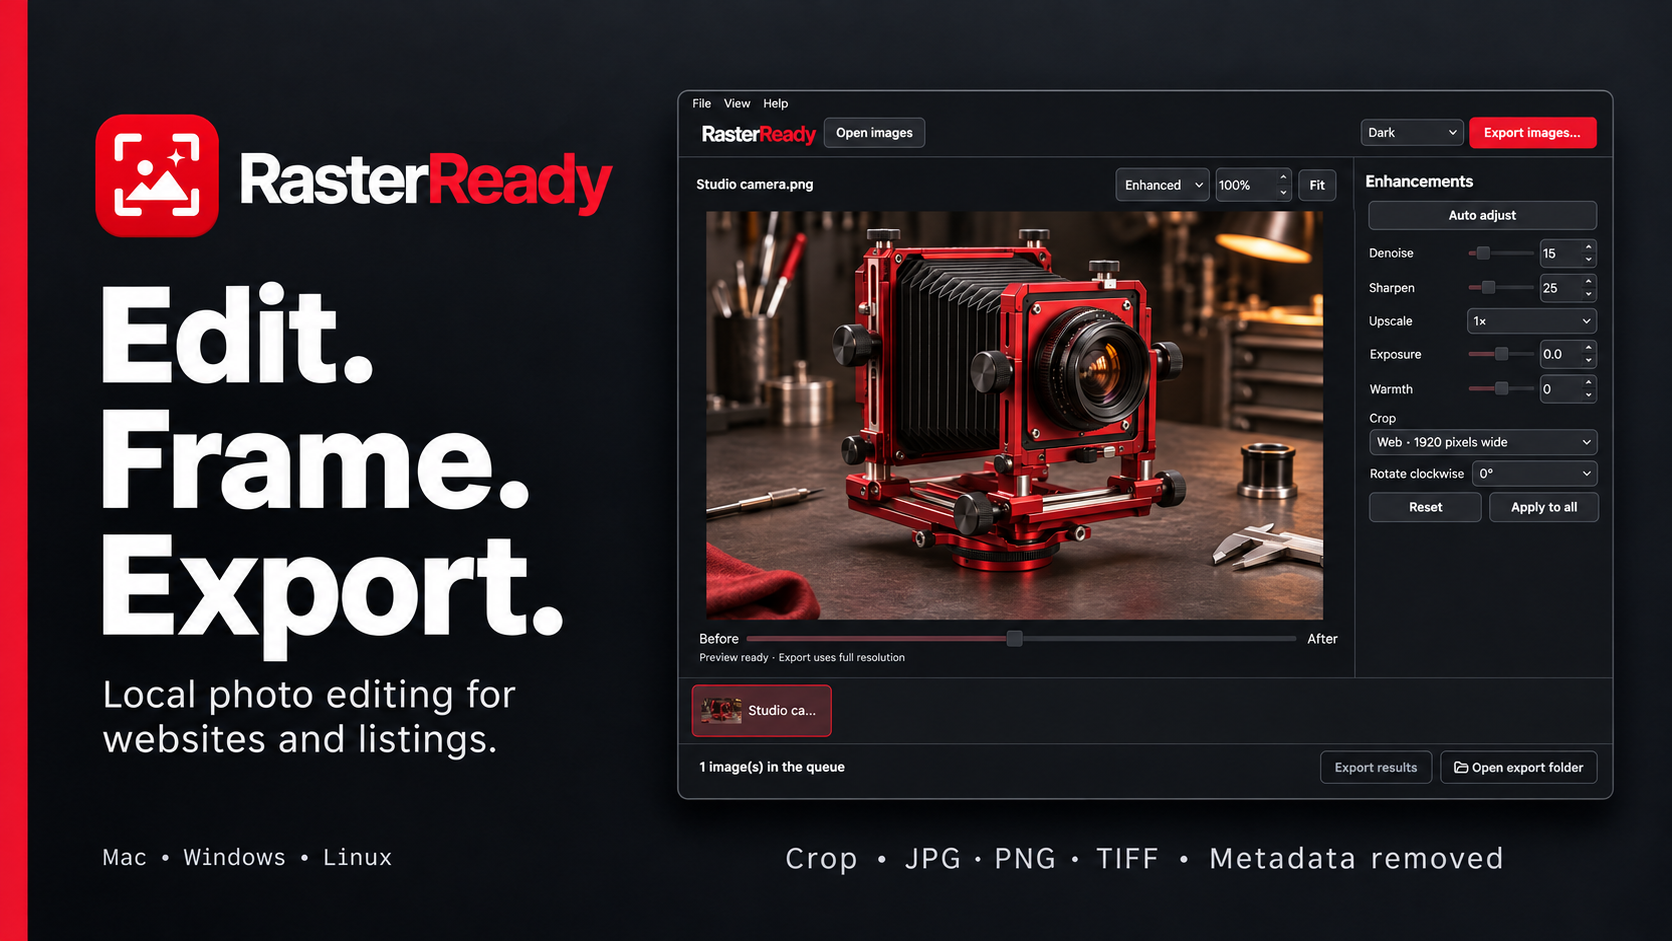 RasterReady
Edit.
Frame.
Export.
Local photo editing for
websites and listings.
Mac • Windows • Linux
File View Help
RasterReady Open images Dark Export images...
Studio camera.png Enhanced 100% Fit
Enhancements
Auto adjust
Denoise 15
Sharpen 25
Upscale 1×
Exposure 0.0
Warmth 0
Crop
Web · 1920 pixels wide
Rotate clockwise 0°
Reset Apply to all
Before After
Preview ready · Export uses full resolution
Studio ca...
1 image(s) in the queue Export results Open export folder
Crop • JPG · PNG · TIFF • Metadata removed